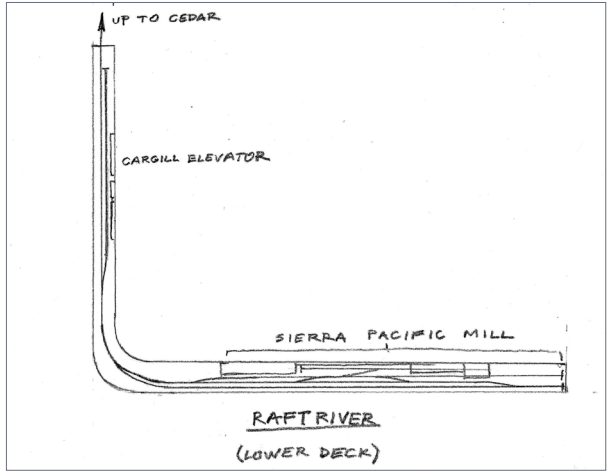 UP TO CEDAR
CARGILL ELEVATOR
SIERRA PACIFIC MILL
RAFT RIVER
(LOWER DECK)